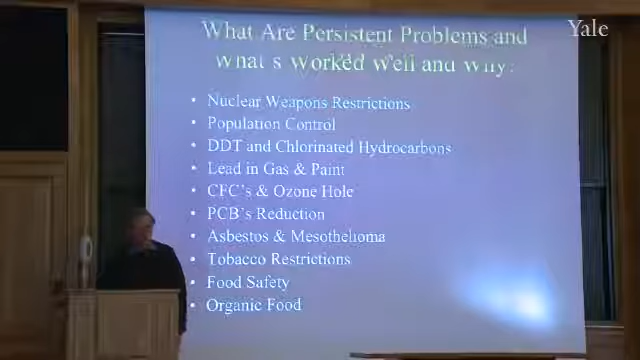 What Are Persistent Problems and
what s Worked Well and Why?
• Nuclear Weapons Restrictions
• Population Control
• DDT and Chlorinated Hydrocarbons
• Lead in Gas & Paint
• CFC's & Ozone Hole
• PCB's Reduction
• Asbestos & Mesothelioma
• Tobacco Restrictions
• Food Safety
• Organic Food
Yale